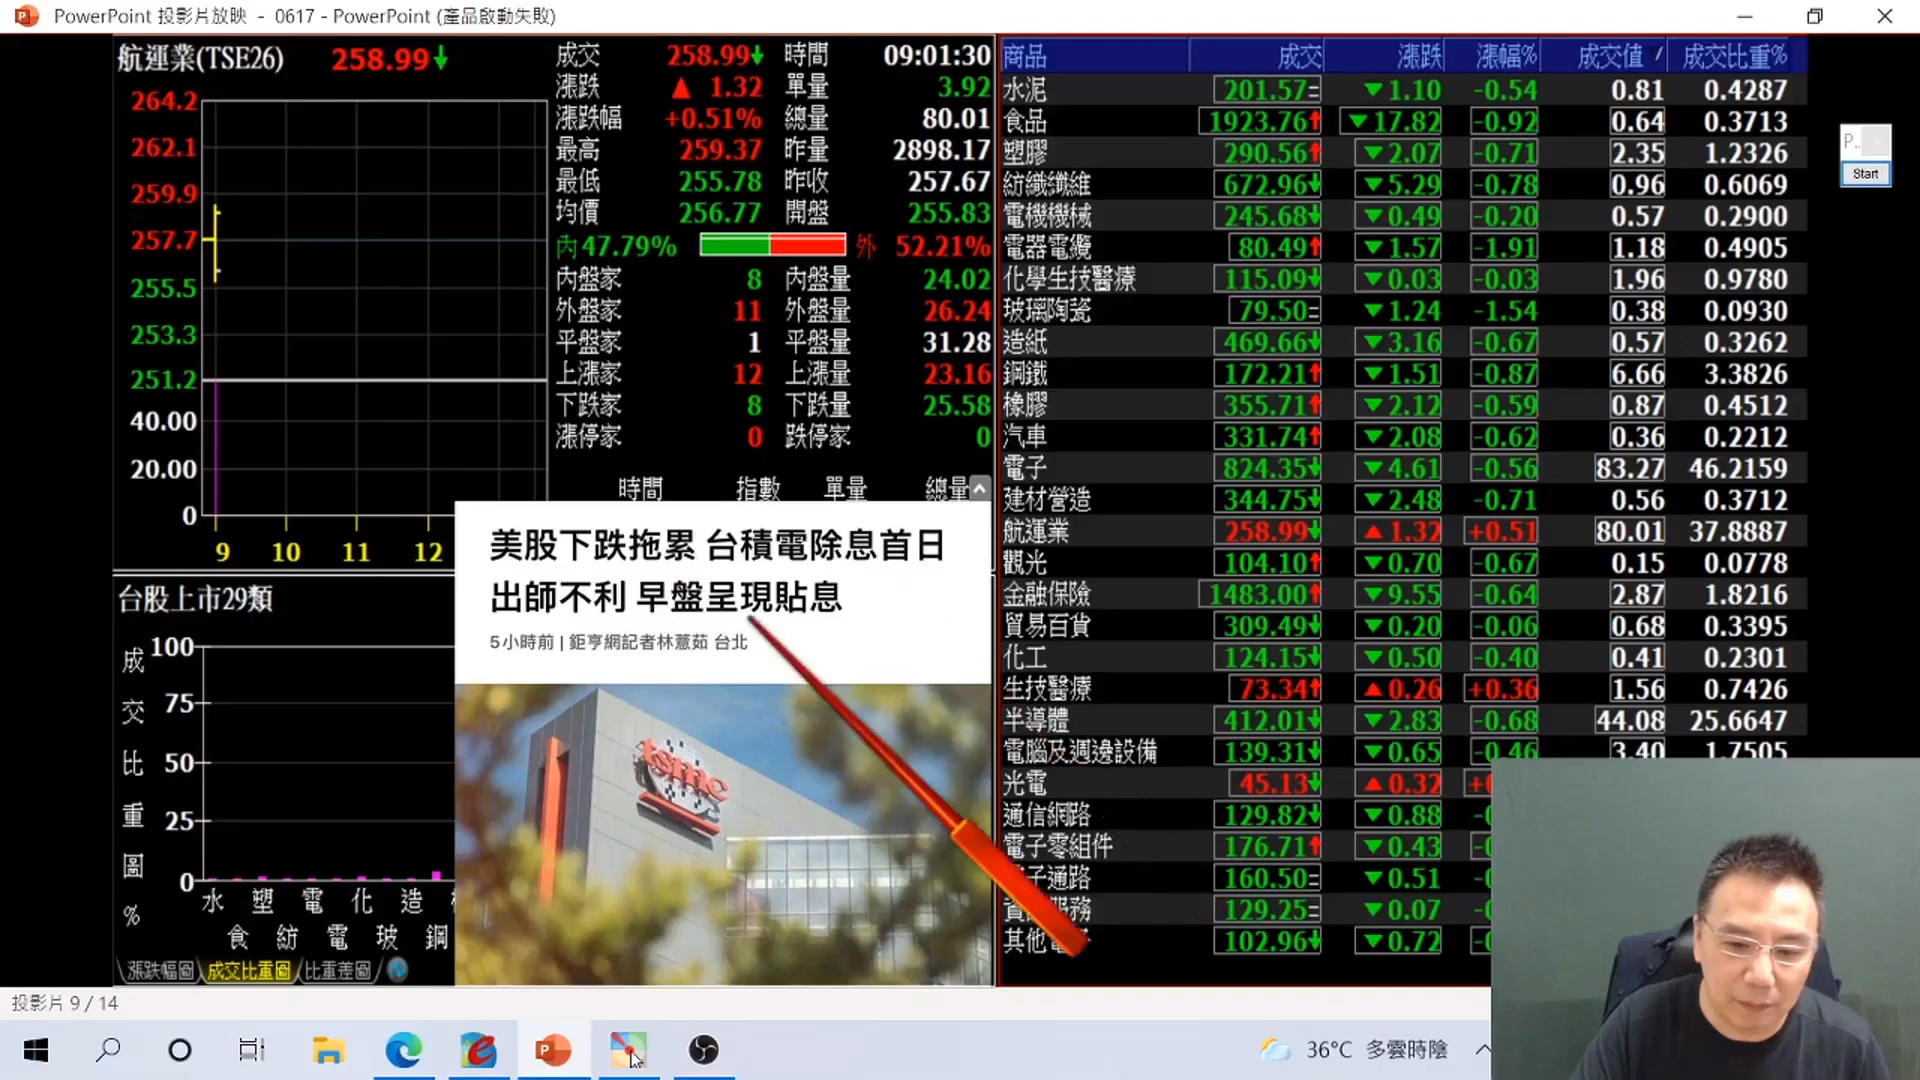 PowerPoint 投影片放映 - 0617 - PowerPoint (產品啟動失敗)
航運業(TSE26) 258.99↓
264.2
262.1
259.9
257.7
255.5
253.3
251.2
40.00
20.00
0
9 10 11 12
成交 258.99↓ 時間 09:01:30
漲跌 ▲ 1.32 單量 3.92
漲跌幅 +0.51% 總量 80.01
最高 259.37 昨量 2898.17
最低 255.78 昨收 257.67
均價 256.77 開盤 255.83
內 47.79% 外 52.21%
內盤家 8 內盤量 24.02
外盤家 11 外盤量 26.24
平盤家 1 平盤量 31.28
上漲家 12 上漲量 23.16
下跌家 8 下跌量 25.58
漲停家 0 跌停家 0
時間 指數 單量 總量
美股下跌拖累 台積電除息首日
出師不利 早盤呈現貼息
5小時前 | 鉅亨網記者林薏茹 台北
tsmc
台股上市29類
成交比重圖%
100
75
50
25
0
水 塑 電 化 造
食 紡 電 玻 鋼
漲跌幅圖 成交比重圖 比重差圖
商品 成交 漲跌 漲幅% 成交值 / 成交比重%
水泥 201.57= ▼1.10 -0.54 0.81 0.4287
食品 1923.76↑ ▼17.82 -0.92 0.64 0.3713
塑膠 290.56↑ ▼2.07 -0.71 2.35 1.2326
紡織纖維 672.96↓ ▼5.29 -0.78 0.96 0.6069
電機機械 245.68↓ ▼0.49 -0.20 0.57 0.2900
電器電纜 80.49↑ ▼1.57 -1.91 1.18 0.4905
化學生技醫療 115.09↓ ▼0.03 -0.03 1.96 0.9780
玻璃陶瓷 79.50= ▼1.24 -1.54 0.38 0.0930
造紙 469.66↓ ▼3.16 -0.67 0.57 0.3262
鋼鐵 172.21↑ ▼1.51 -0.87 6.66 3.3826
橡膠 355.71↑ ▼2.12 -0.59 0.87 0.4512
汽車 331.74↑ ▼2.08 -0.62 0.36 0.2212
電子 824.35↓ ▼4.61 -0.56 83.27 46.2159
建材營造 344.75↓ ▼2.48 -0.71 0.56 0.3712
航運業 258.99↓ ▲1.32 +0.51 80.01 37.8887
觀光 104.10↑ ▼0.70 -0.67 0.15 0.0778
金融保險 1483.00↑ ▼9.55 -0.64 2.87 1.8216
貿易百貨 309.49↓ ▼0.20 -0.06 0.68 0.3395
化工 124.15↓ ▼0.50 -0.40 0.41 0.2301
生技醫療 73.34↑ ▲0.26 +0.36 1.56 0.7426
半導體 412.01↓ ▼2.83 -0.68 44.08 25.6647
電腦及週邊設備 139.31↓ ▼0.65 -0.46 3.40 1.7505
光電 45.13↓ ▲0.32
通信網路 129.82↓ ▼0.88
電子零組件 176.71↑ ▼0.43
子通路 160.50= ▼0.51
務 129.25= ▼0.07
其他 102.96↓ ▼0.72
P..
Start
投影片 9 / 14
36°C 多雲時陰